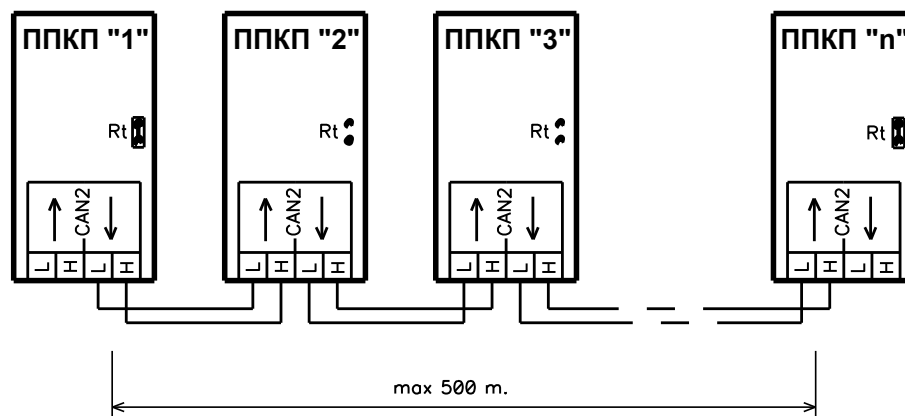 ППКП "1" ППКП "2" ППКП "3" ППКП "n"
Rt Rt Rt Rt
CAN2 CAN2 CAN2 CAN2
L H L H L H L H L H L H L H L H
max 500 m.